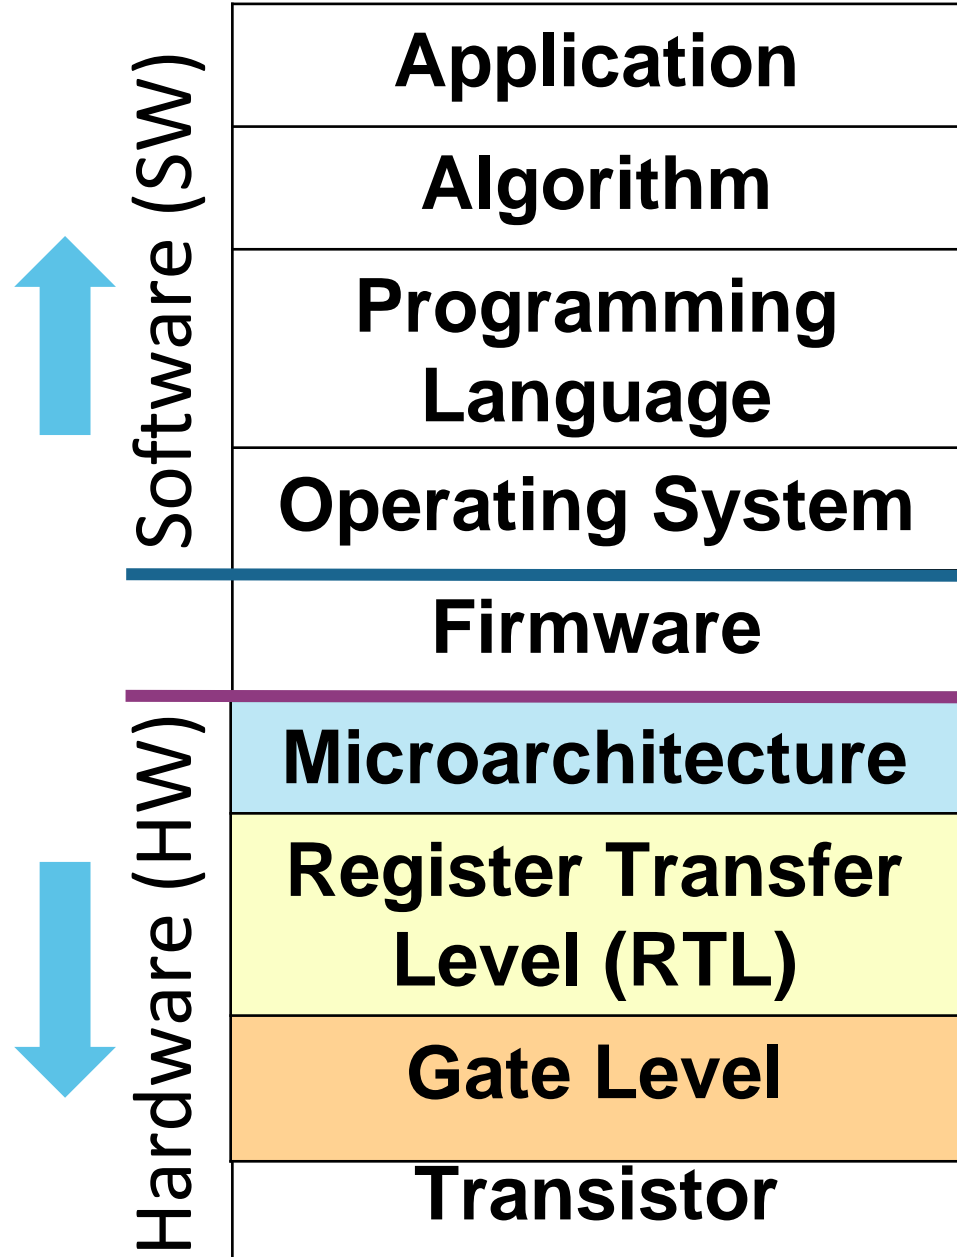 Software (SW)
Application
Algorithm
Programming
Language
Operating System
Firmware
Hardware (HW)
Microarchitecture
Register Transfer
Level (RTL)
Gate Level
Transistor